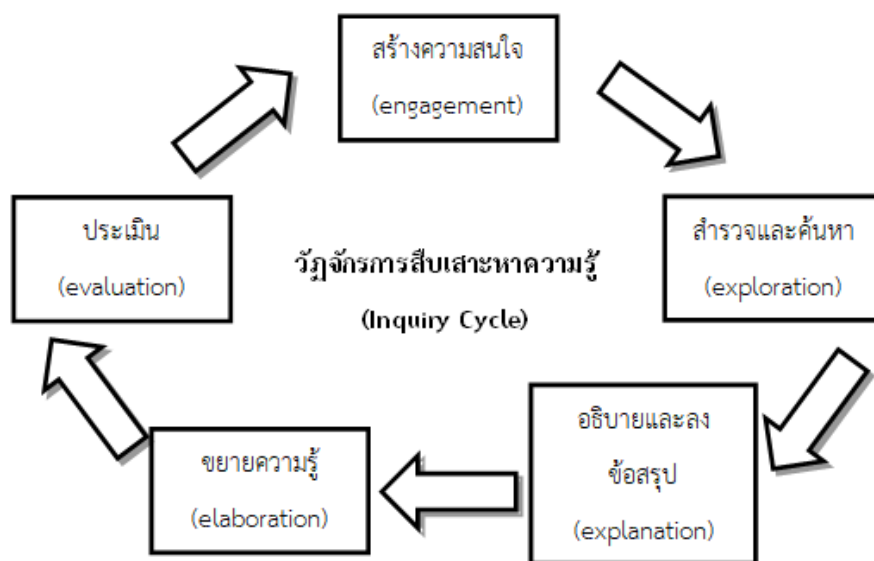 สร้างความสนใจ
(engagement)
สำรวจและค้นหา
(exploration)
อธิบายและลง
ข้อสรุป
(explanation)
ขยายความรู้
(elaboration)
ประเมิน
(evaluation)
วัฏจักรการสืบเสาะหาความรู้
(Inquiry Cycle)